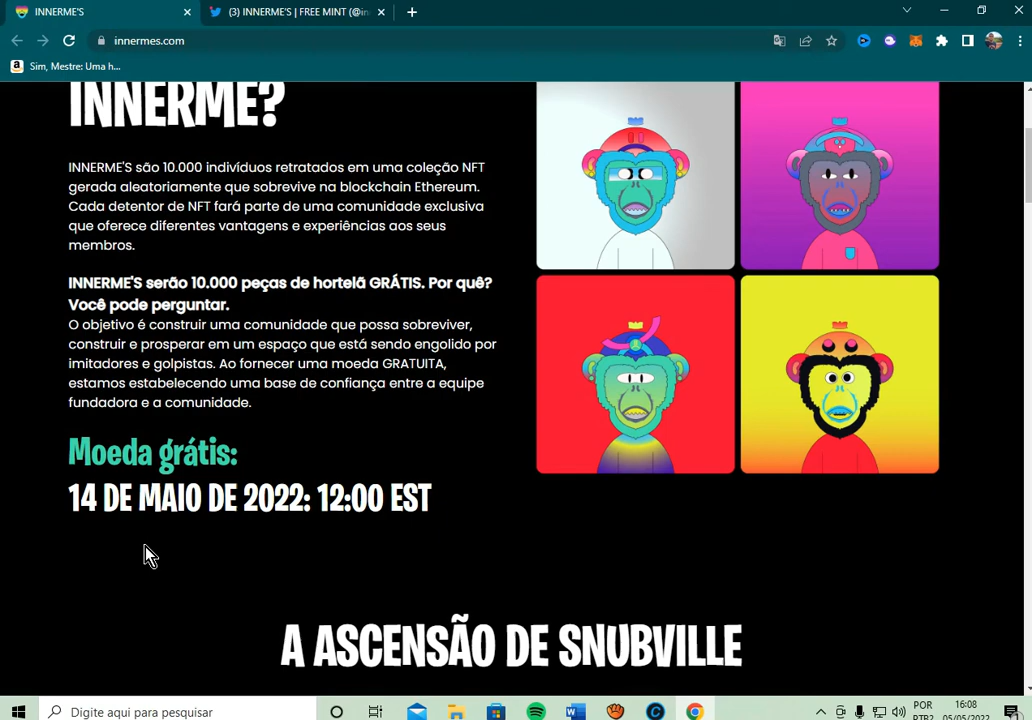 INNERME'S
(3) INNERME'S | FREE MINT (@in
innermes.com
Sim, Mestre: Uma h...
INNERME?
INNERME'S são 10.000 indivíduos retratados em uma coleção NFT
gerada aleatoriamente que sobrevive na blockchain Ethereum.
Cada detentor de NFT fará parte de uma comunidade exclusiva
que oferece diferentes vantagens e experiências aos seus
membros.
INNERME'S serão 10.000 peças de hortelã GRÁTIS. Por quê?
Você pode perguntar.
O objetivo é construir uma comunidade que possa sobreviver,
construir e prosperar em um espaço que está sendo engolido por
imitadores e golpistas. Ao fornecer uma moeda GRATUITA,
estamos estabelecendo uma base de confiança entre a equipe
fundadora e a comunidade.
Moeda grátis:
14 DE MAIO DE 2022: 12:00 EST
A ASCENSÃO DE SNUBVILLE
Digite aqui para pesquisar
POR
PTB2
16:08
05/05/2022